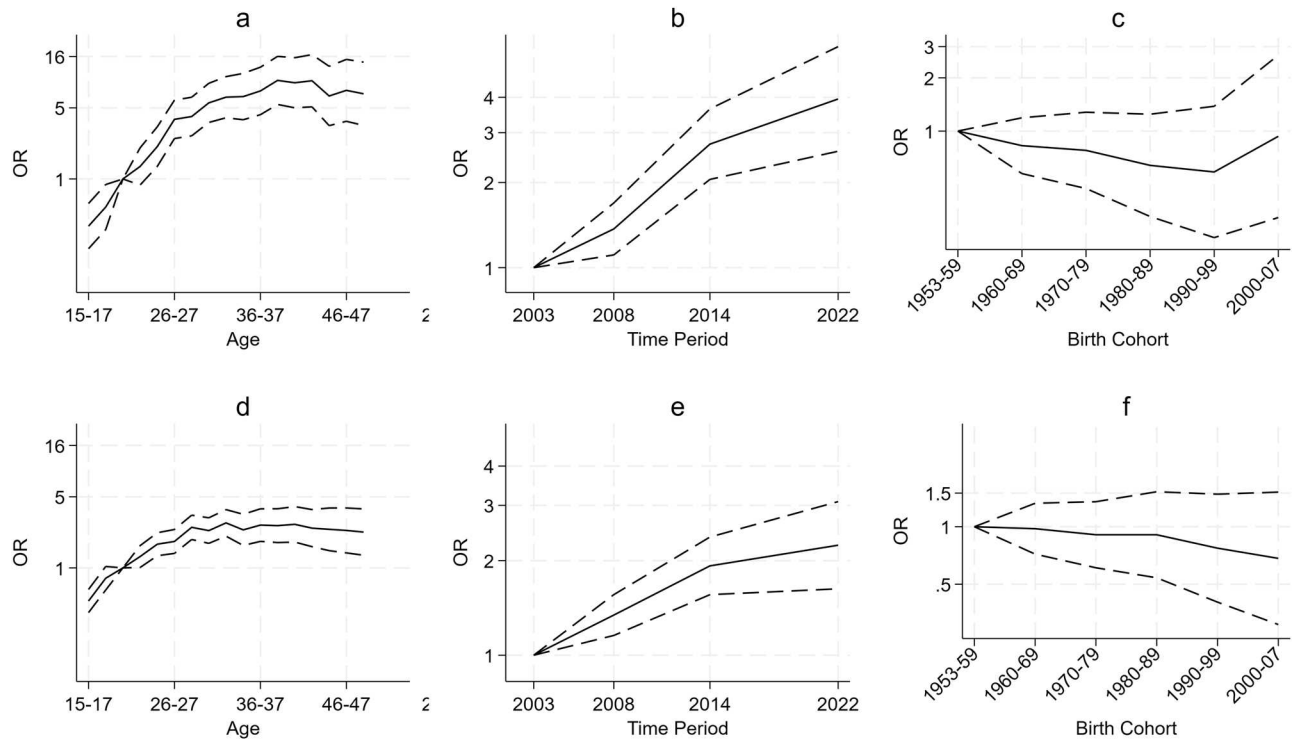 a
16
5
1
OR
15-17 26-27 36-37 46-47 2
Age
b
4
3
2
1
OR
2003 2008 2014 2022
Time Period
c
3
2
1
OR
1953-59 1960-69 1970-79 1980-89 1990-99 2000-07
Birth Cohort
d
16
5
1
OR
15-17 26-27 36-37 46-47 2
Age
e
4
3
2
1
OR
2003 2008 2014 2022
Time Period
f
1.5
1
.5
OR
1953-59 1960-69 1970-79 1980-89 1990-99 2000-07
Birth Cohort